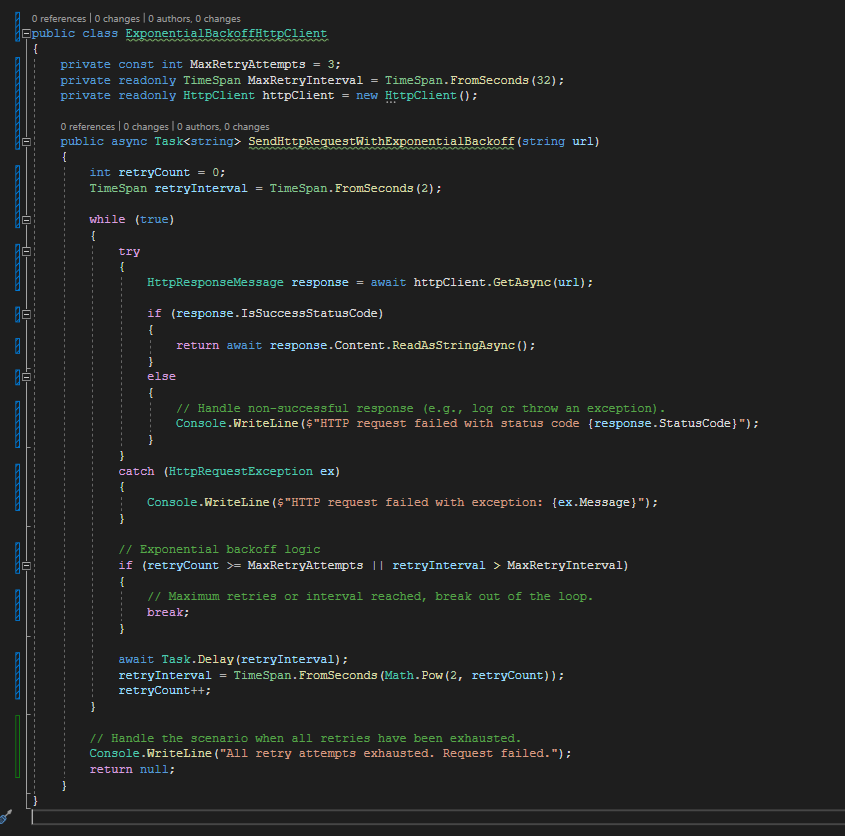 0 references | 0 changes | 0 authors, 0 changes
public class ExponentialBackoffHttpClient
{
    private const int MaxRetryAttempts = 3;
    private readonly TimeSpan MaxRetryInterval = TimeSpan.FromSeconds(32);
    private readonly HttpClient httpClient = new HttpClient();

    0 references | 0 changes | 0 authors, 0 changes
    public async Task<string> SendHttpRequestWithExponentialBackoff(string url)
    {
        int retryCount = 0;
        TimeSpan retryInterval = TimeSpan.FromSeconds(2);

        while (true)
        {
            try
            {
                HttpResponseMessage response = await httpClient.GetAsync(url);

                if (response.IsSuccessStatusCode)
                {
                    return await response.Content.ReadAsStringAsync();
                }
                else
                {
                    // Handle non-successful response (e.g., log or throw an exception).
                    Console.WriteLine($"HTTP request failed with status code {response.StatusCode}");
                }
            }
            catch (HttpRequestException ex)
            {
                Console.WriteLine($"HTTP request failed with exception: {ex.Message}");
            }

            // Exponential backoff logic
            if (retryCount >= MaxRetryAttempts || retryInterval > MaxRetryInterval)
            {
                // Maximum retries or interval reached, break out of the loop.
                break;
            }

            await Task.Delay(retryInterval);
            retryInterval = TimeSpan.FromSeconds(Math.Pow(2, retryCount));
            retryCount++;
        }

        // Handle the scenario when all retries have been exhausted.
        Console.WriteLine("All retry attempts exhausted. Request failed.");
        return null;
    }
}